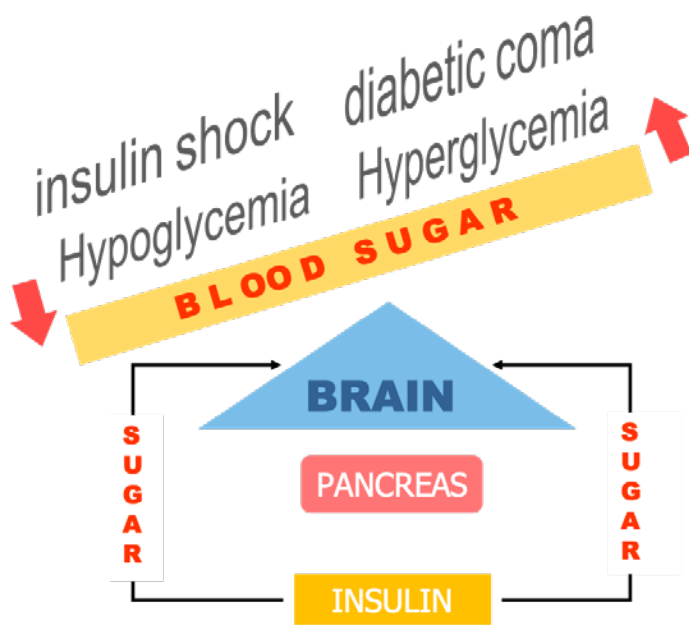 insulin shock
diabetic coma
Hypoglycemia
Hyperglycemia
BLOOD SUGAR
BRAIN
SUGAR
SUGAR
PANCREAS
INSULIN